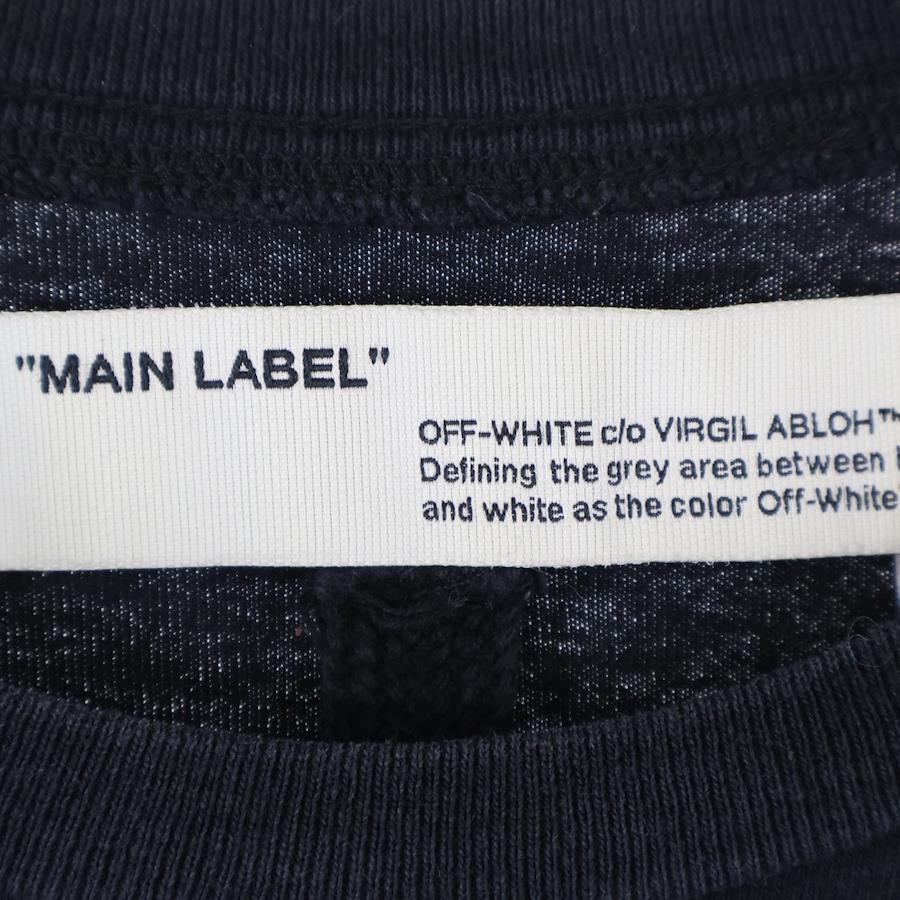 "MAIN LABEL"
OFF-WHITE c/o VIRGIL ABLOH™
Defining the grey area between
and white as the color Off-White